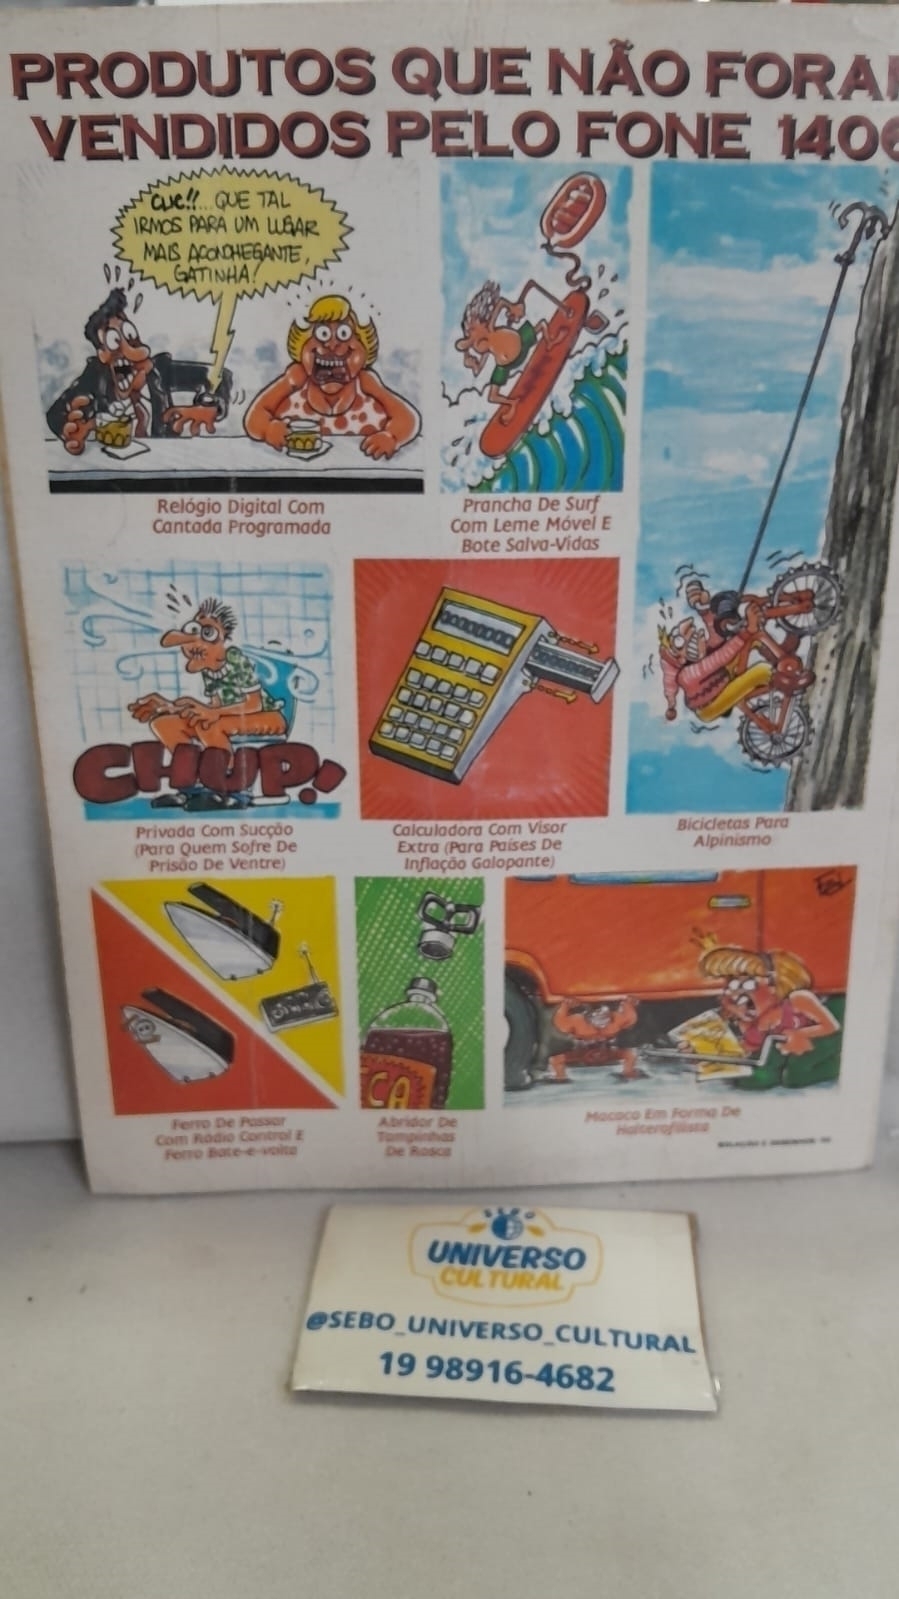 PRODUTOS QUE NÃO FORA
VENDIDOS PELO FONE 1406
CLIC!!... QUE TAL
IRMOS PARA UM LUGAR
MAIS ACONCHEGANTE,
GATINHA!
Relógio Digital Com
Cantada Programada
Prancha De Surf
Com Leme Móvel E
Bote Salva-Vidas
CHUP!
Privada Com Sucção
(Para Quem Sofre De
Prisão De Ventre)
Calculadora Com Visor
Extra (Para Países De
Inflação Galopante)
Bicicletas Para
Alpinismo
Ferro De Passar
Com Rádio Control E
Ferro Bate-e-volta
CA
Abridor De
Tampinhas
De Rosca
Macaco Em Forma De
Halterofilista
SEBO
UNIVERSO
CULTURAL
@SEBO_UNIVERSO_CULTURAL
19 98916-4682